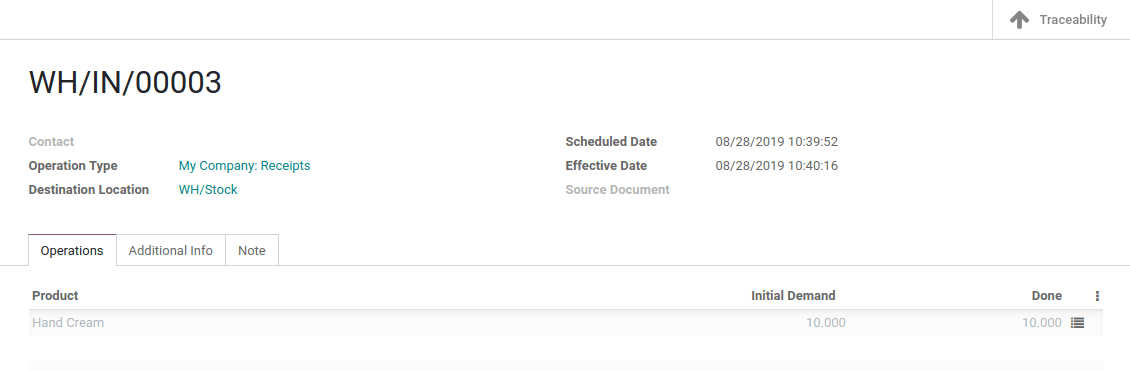 Traceability
WH/IN/00003
Contact
Scheduled Date 08/28/2019 10:39:52
Operation Type My Company: Receipts
Effective Date 08/28/2019 10:40:16
Destination Location WH/Stock
Source Document
Operations Additional Info Note
Product Initial Demand Done
Hand Cream 10.000 10.000